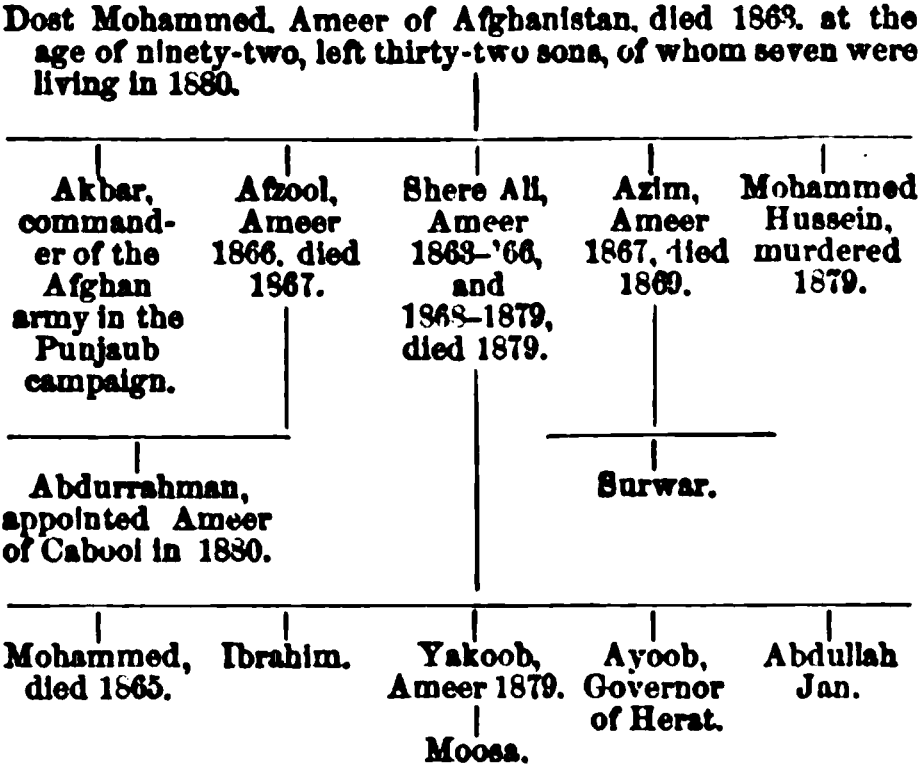 Dost Mohammed, Ameer of Afghanistan, died 1863, at the
age of ninety-two, left thirty-two sons, of whom seven were
living in 1880.
Akbar,
command-
er of the
Afghan
army in the
Punjaub
campaign.
Afzool,
Ameer
1866, died
1867.
Shere Ali,
Ameer
1863–'66,
and
1868–1879,
died 1879.
Azim,
Ameer
1867, died
1869.
Mohammed
Hussein,
murdered
1879.
Abdurrahman,
appointed Ameer
of Cabool in 1880.
Surwar.
Mohammed,
died 1865.
Ibrahim.
Yakoob,
Ameer 1879.
Ayoob,
Governor
of Herat.
Abdullah
Jan.
Moosa.